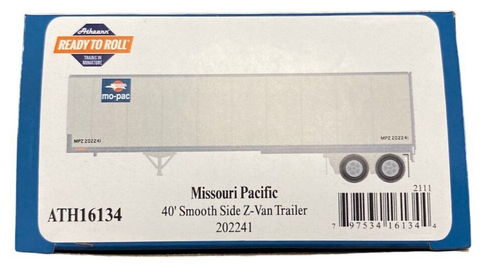 Athearn
READY TO ROLL
TRAINS IN
MINIATURE
mo-pac
MPZ 202241
MPZ 202241
Missouri Pacific
40' Smooth Side Z-Van Trailer
202241
ATH16134
2111
7 97534 16134 4